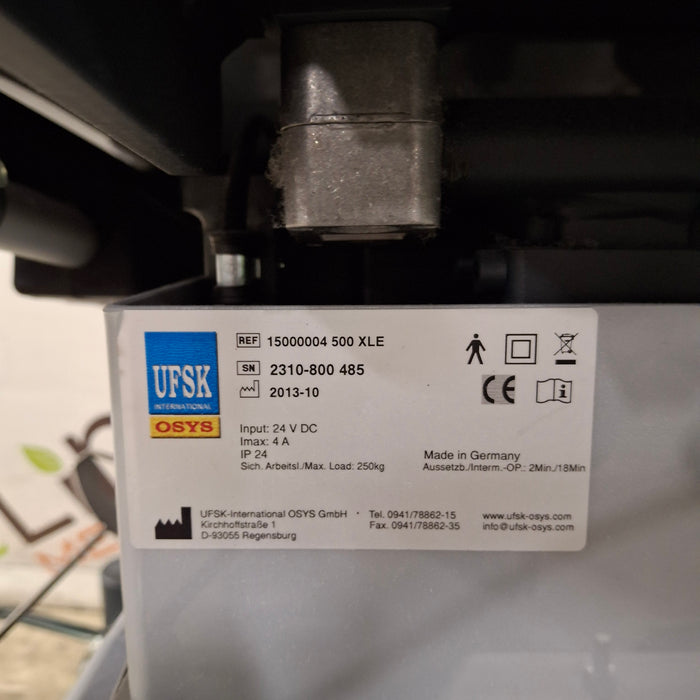 UFSK
INTERNATIONAL
OSYS
REF 15000004 500 XLE
SN 2310-800 485
2013-10
Input: 24 V DC
Imax: 4 A
IP 24
Sich. Arbeitsl./Max. Load: 250kg
CE
Made in Germany
Aussetzb./Interm.-OP.: 2Min./18Min
UFSK-International OSYS GmbH
Kirchhoffstraße 1
D-93055 Regensburg
Tel. 0941/78862-15
Fax. 0941/78862-35
www.ufsk-osys.com
info@ufsk-osys.com